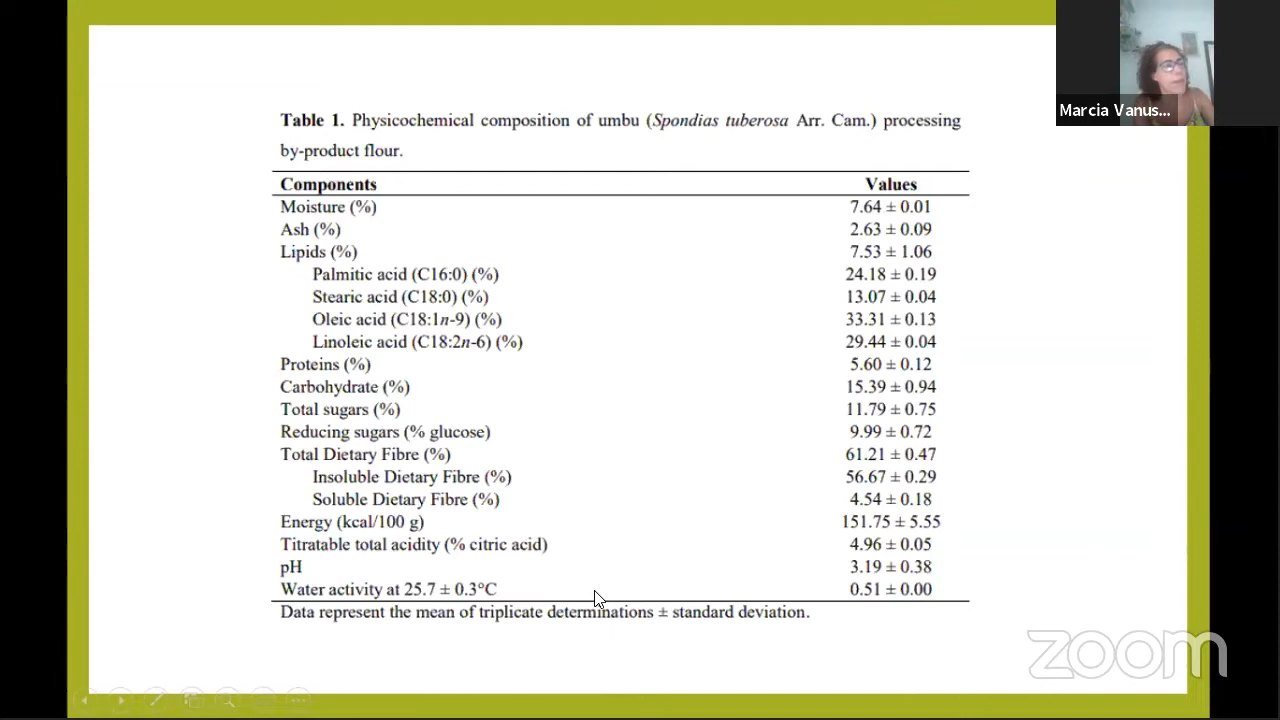 Marcia Vanus...
Table 1. Physicochemical composition of umbu (Spondias tuberosa Arr. Cam.) processing
by-product flour.
Components Values
Moisture (%) 7.64 ± 0.01
Ash (%) 2.63 ± 0.09
Lipids (%) 7.53 ± 1.06
Palmitic acid (C16:0) (%) 24.18 ± 0.19
Stearic acid (C18:0) (%) 13.07 ± 0.04
Oleic acid (C18:1n-9) (%) 33.31 ± 0.13
Linoleic acid (C18:2n-6) (%) 29.44 ± 0.04
Proteins (%) 5.60 ± 0.12
Carbohydrate (%) 15.39 ± 0.94
Total sugars (%) 11.79 ± 0.75
Reducing sugars (% glucose) 9.99 ± 0.72
Total Dietary Fibre (%) 61.21 ± 0.47
Insoluble Dietary Fibre (%) 56.67 ± 0.29
Soluble Dietary Fibre (%) 4.54 ± 0.18
Energy (kcal/100 g) 151.75 ± 5.55
Titratable total acidity (% citric acid) 4.96 ± 0.05
pH 3.19 ± 0.38
Water activity at 25.7 ± 0.3°C 0.51 ± 0.00
Data represent the mean of triplicate determinations ± standard deviation.
zoom